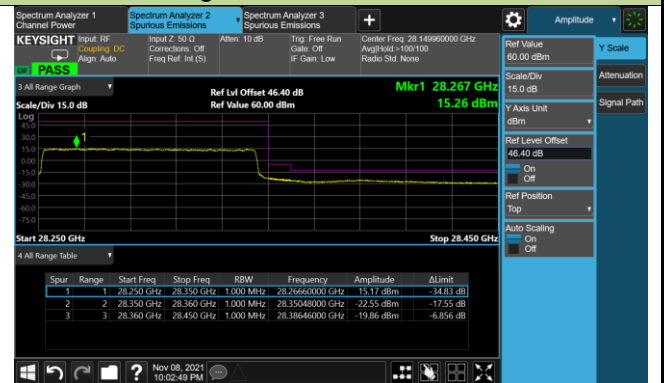 Spectrum Analyzer 1
Channel Power
Spectrum Analyzer 2
Spurious Emissions
Spectrum Analyzer 3
Spurious Emissions
Amplitude
KEYSIGHT
Input: RF
Coupling: DC
Align: Auto
Input Z: 50 Ω
Corrections: Off
Freq Ref: Int (S)
Atten: 10 dB
Trig: Free Run
Gate: Off
IF Gain: Low
Center Freq: 28.149960000 GHz
Avg|Hold:>100/100
Radio Std: None
PASS
3 All Range Graph
Ref Lvl Offset 46.40 dB
Mkr1 28.267 GHz
Scale/Div 15.0 dB
Ref Value 60.00 dBm
15.26 dBm
Log
45.0
30.0
15.0
0.00
-15.0
-30.0
-45.0
-60.0
-75.0
1
Start 28.250 GHz
Stop 28.450 GHz
4 All Range Table
Spur Range Start Freq Stop Freq RBW Frequency Amplitude ΔLimit
1 1 28.250 GHz 28.350 GHz 1.000 MHz 28.26660000 GHz 15.17 dBm -34.83 dB
2 2 28.350 GHz 28.360 GHz 1.000 MHz 28.35048000 GHz -22.55 dBm -17.55 dB
3 3 28.360 GHz 28.450 GHz 1.000 MHz 28.38646000 GHz -19.86 dBm -6.856 dB
Ref Value
60.00 dBm
Scale/Div
15.0 dB
Y Axis Unit
dBm
Ref Level Offset
46.40 dB
On
Off
Ref Position
Top
Auto Scaling
On
Off
Y Scale
Attenuation
Signal Path
Nov 08, 2021
10:02:49 PM